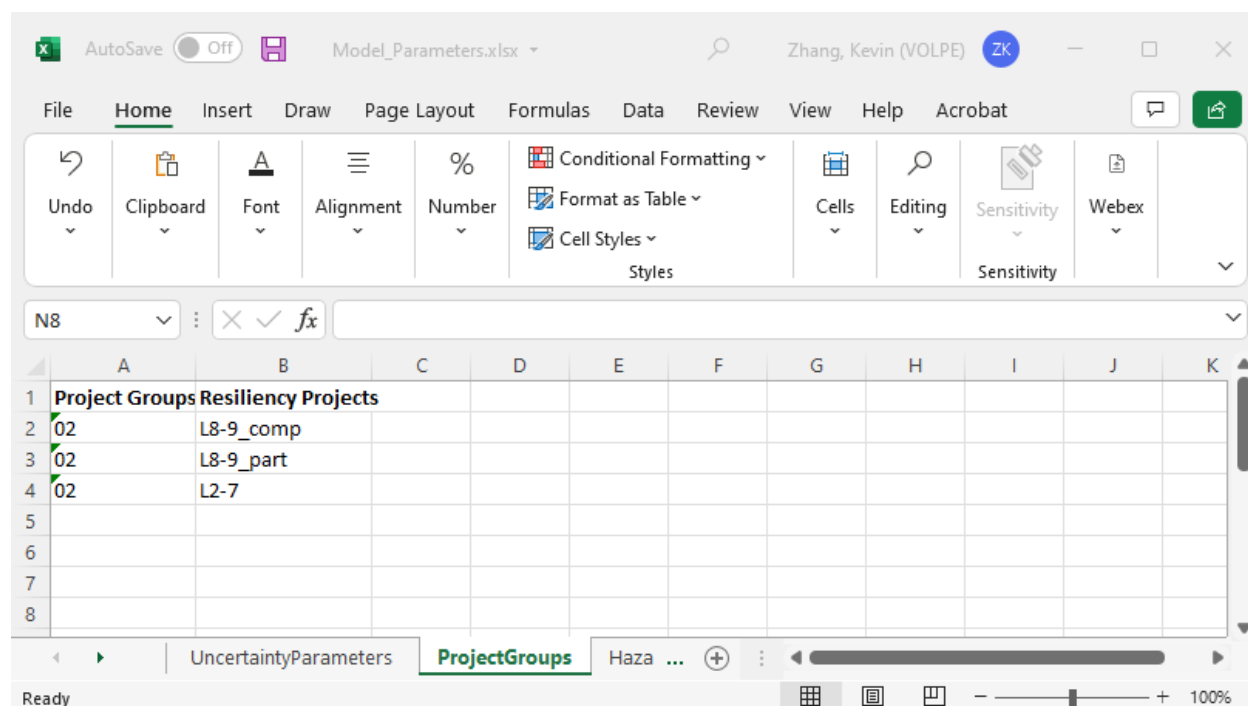 AutoSave Off Model_Parameters.xlsx Zhang, Kevin (VOLPE) ZK
File Home Insert Draw Page Layout Formulas Data Review View Help Acrobat
Undo Clipboard Font Alignment % Number Conditional Formatting Format as Table Cell Styles Cells Editing Sensitivity Webex
Styles Sensitivity
N8 fx
A B C D E F G H I J K
1 Project Groups Resiliency Projects
2 02 L8-9_comp
3 02 L8-9_part
4 02 L2-7
5
6
7
8
UncertaintyParameters ProjectGroups Haza ...
Ready 100%